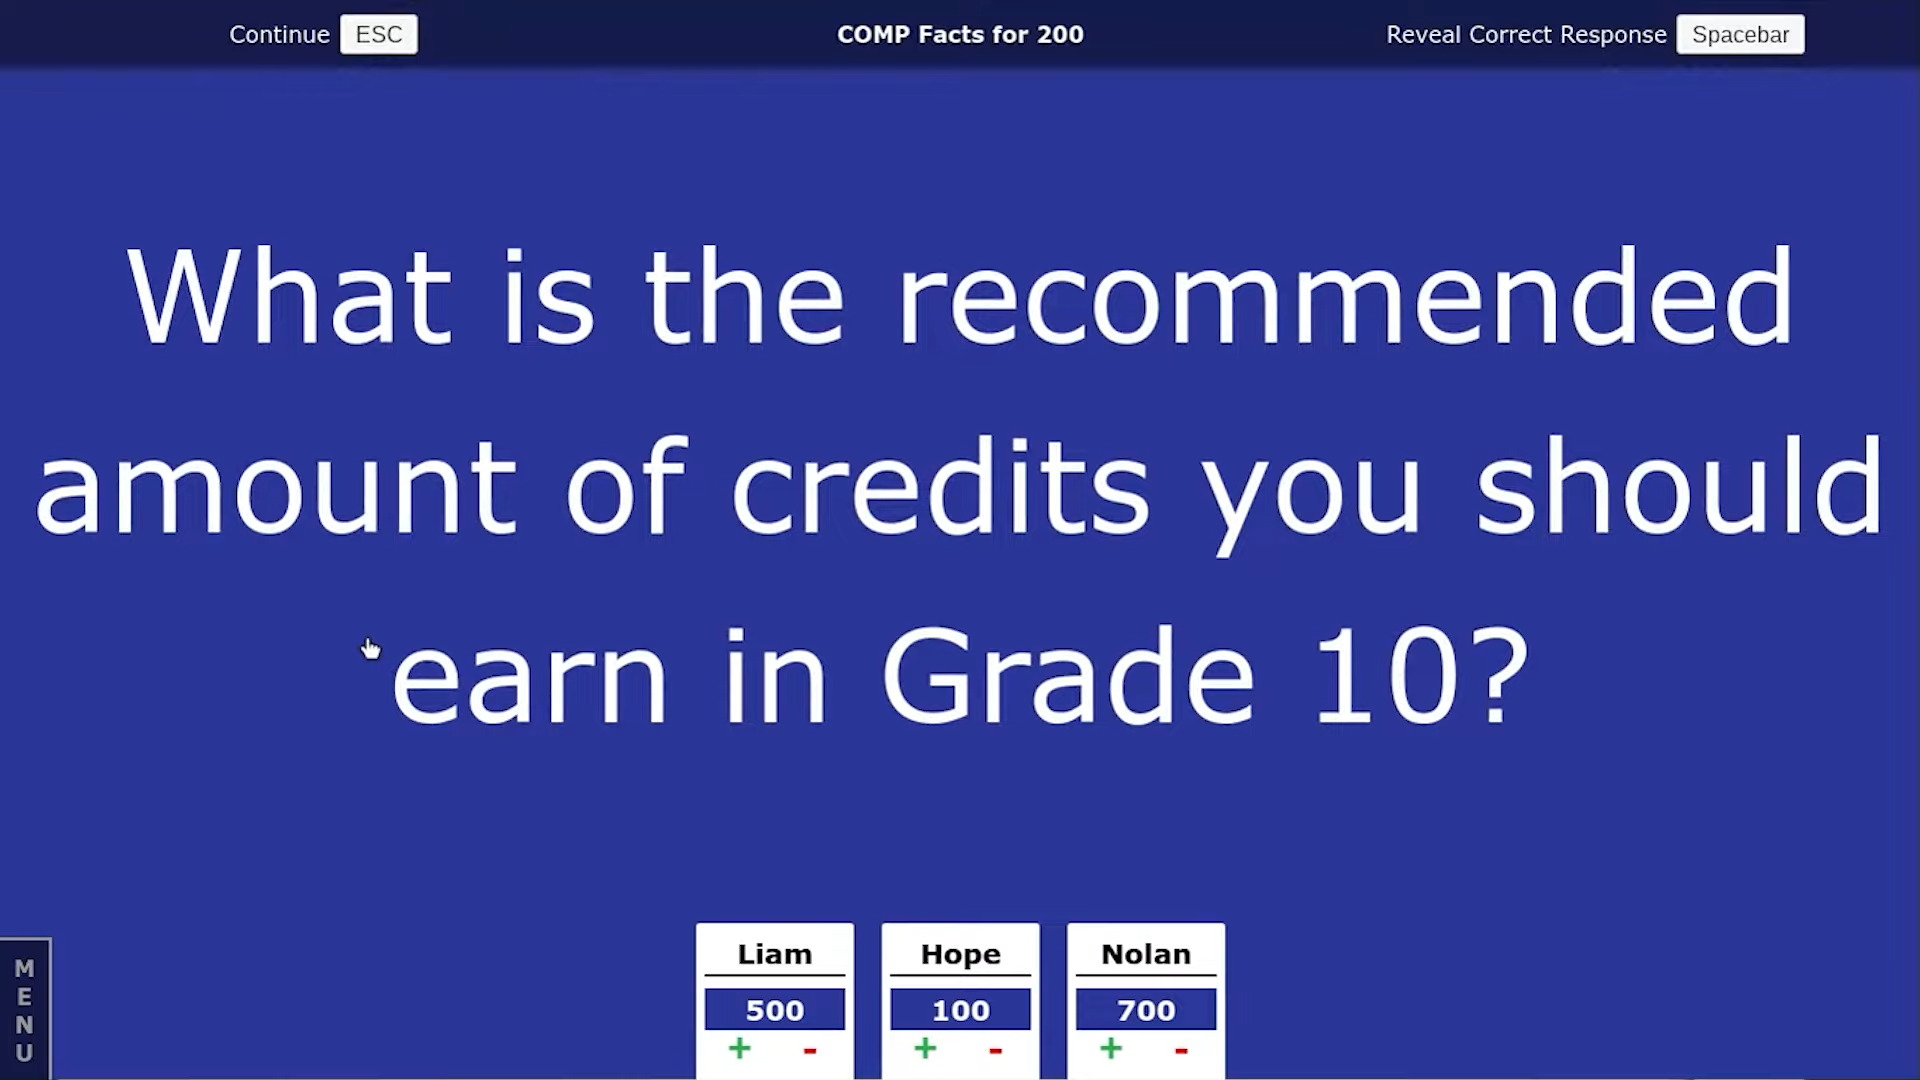 Continue ESC
COMP Facts for 200
Reveal Correct Response Spacebar
What is the recommended
amount of credits you should
earn in Grade 10?
MENU
Liam Hope Nolan
500 100 700
+ - + - + -